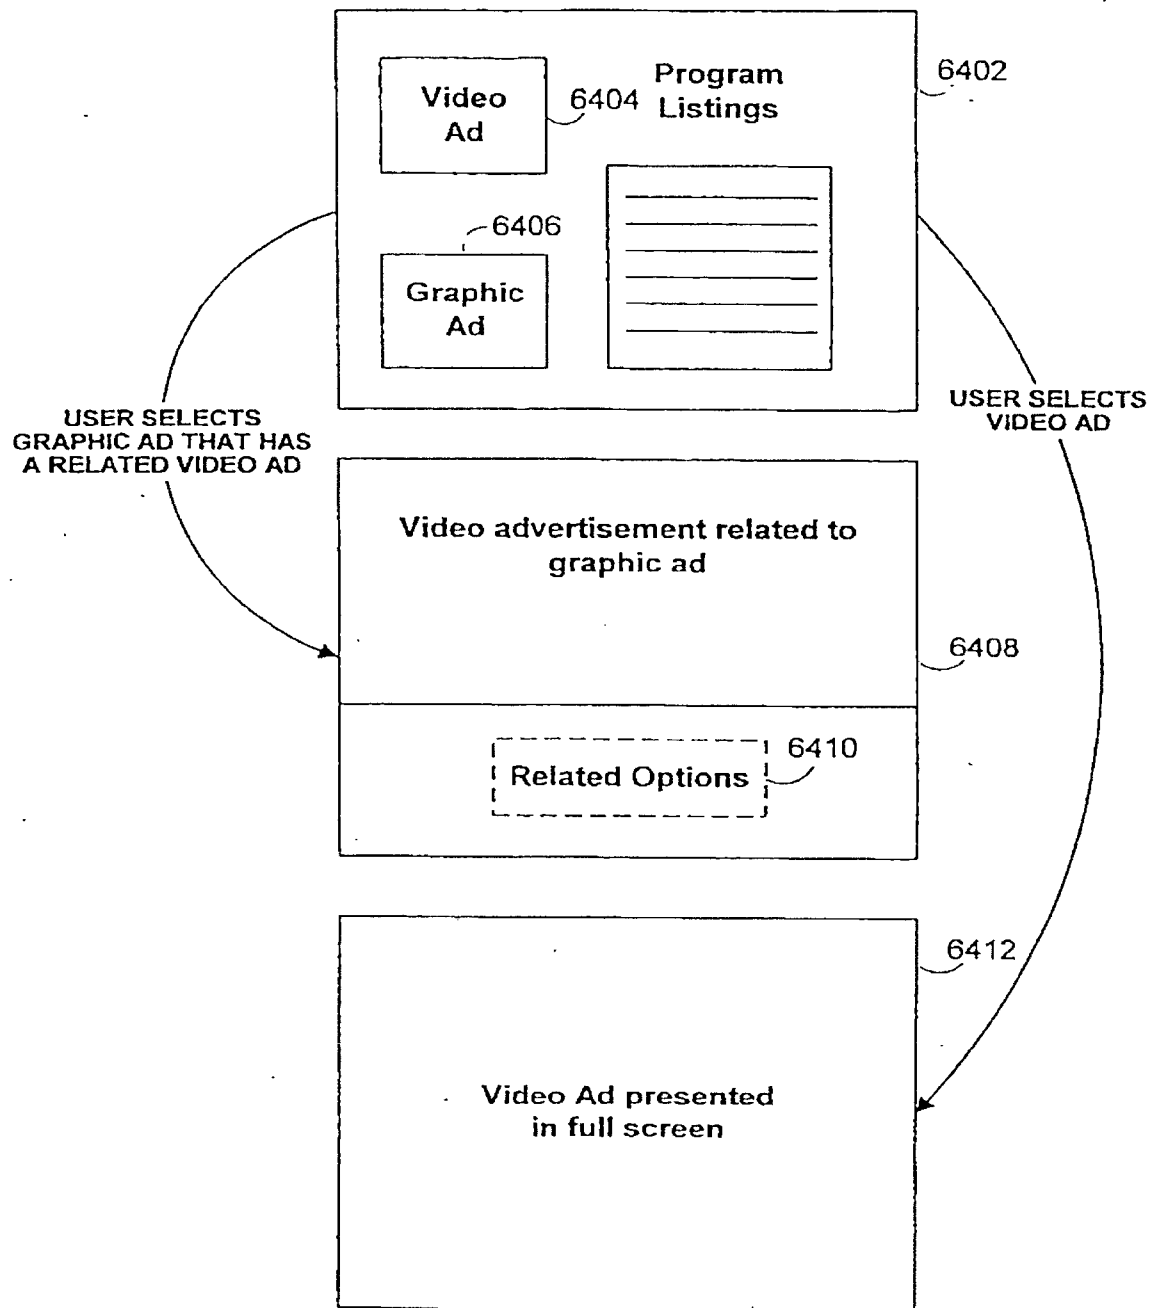 Program
Listings
6402
Video
Ad
6404
6406
Graphic
Ad
USER SELECTS
GRAPHIC AD THAT HAS
A RELATED VIDEO AD
USER SELECTS
VIDEO AD
Video advertisement related to
graphic ad
6408
Related Options
6410
6412
Video Ad presented
in full screen